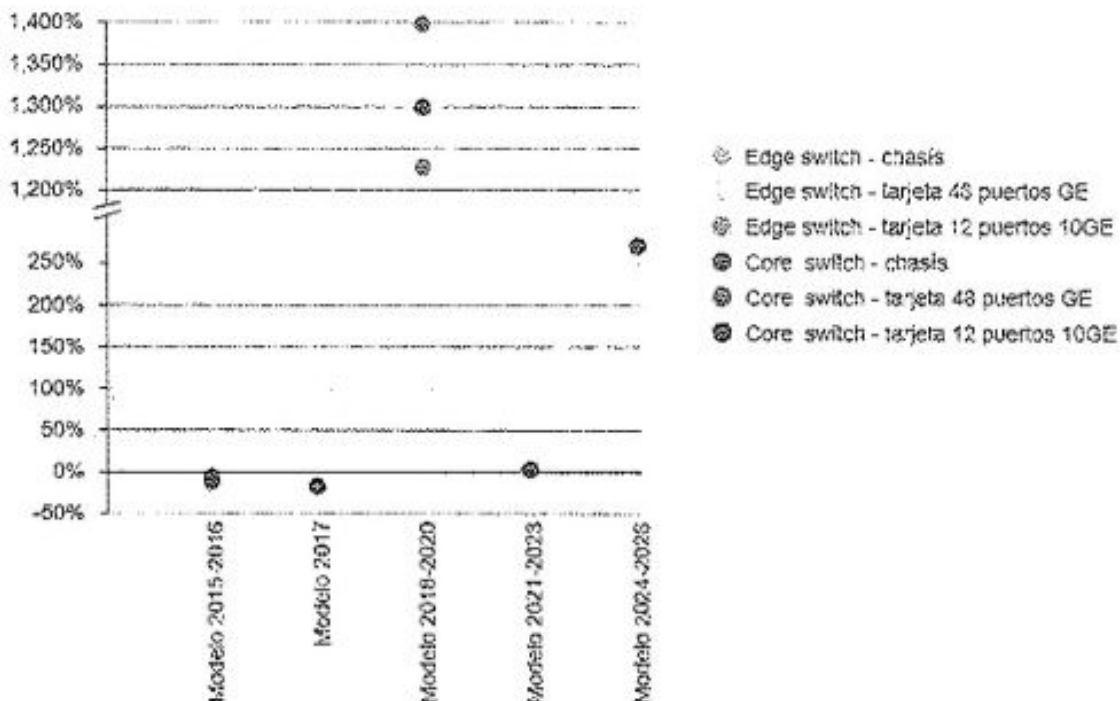 1,400%
1,350%
1,300%
1,250%
1,200%
250%
200%
150%
100%
50%
0%
-50%
Modelo 2015-2016
Modelo 2017
Modelo 2018-2020
Modelo 2021-2023
Modelo 2024-2026
Edge switch - chasís
Edge switch - tarjeta 48 puertos GE
Edge switch - tarjeta 12 puertos 10GE
Core switch - chasís
Core switch - tarjeta 48 puertos GE
Core switch - tarjeta 12 puertos 10GE